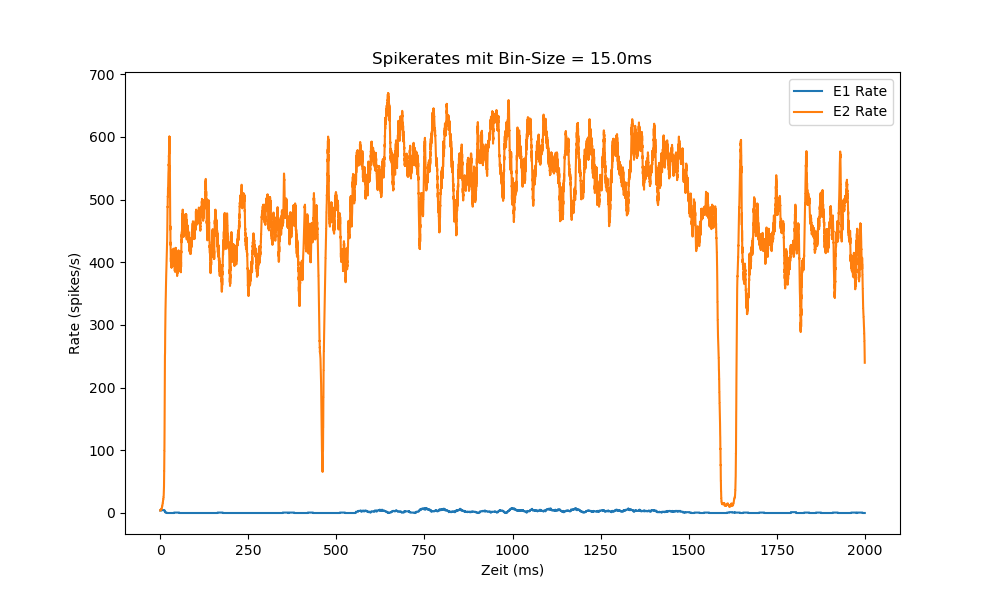 Spikerates mit Bin-Size = 15.0ms
E1 Rate
E2 Rate
700
600
500
400
300
200
100
0
Rate (spikes/s)
0 250 500 750 1000 1250 1500 1750 2000
Zeit (ms)